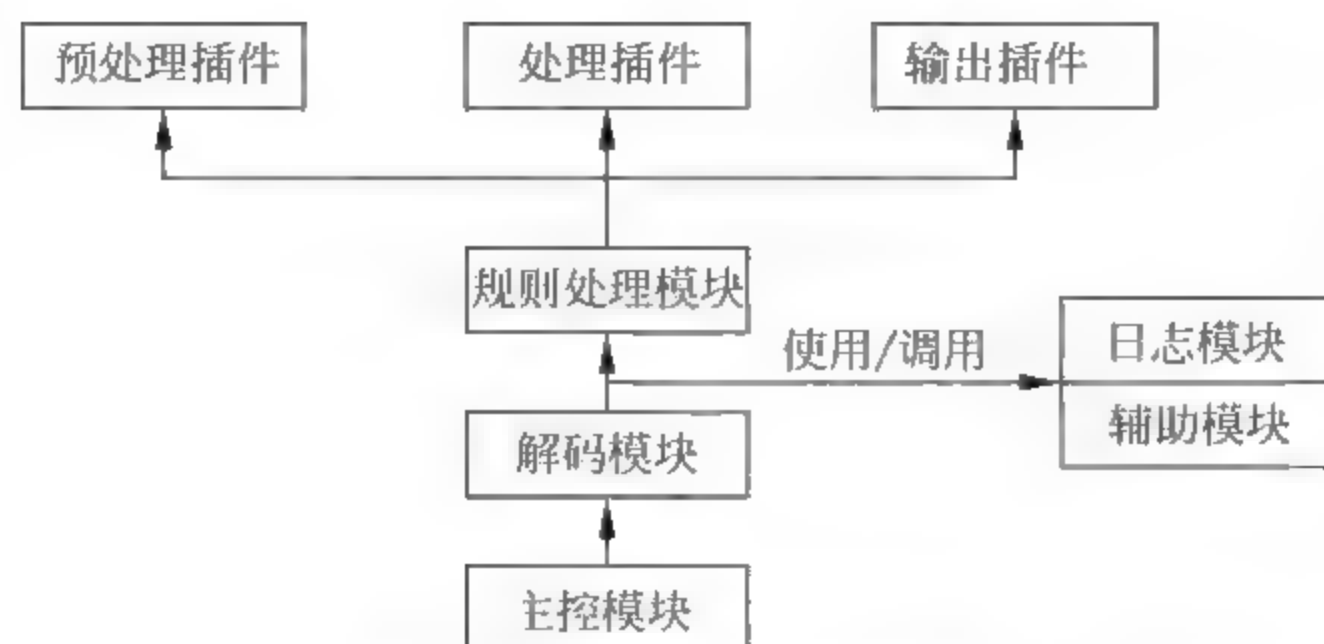 预处理插件
处理插件
输出插件
规则处理模块
使用/调用
日志模块
辅助模块
解码模块
主控模块